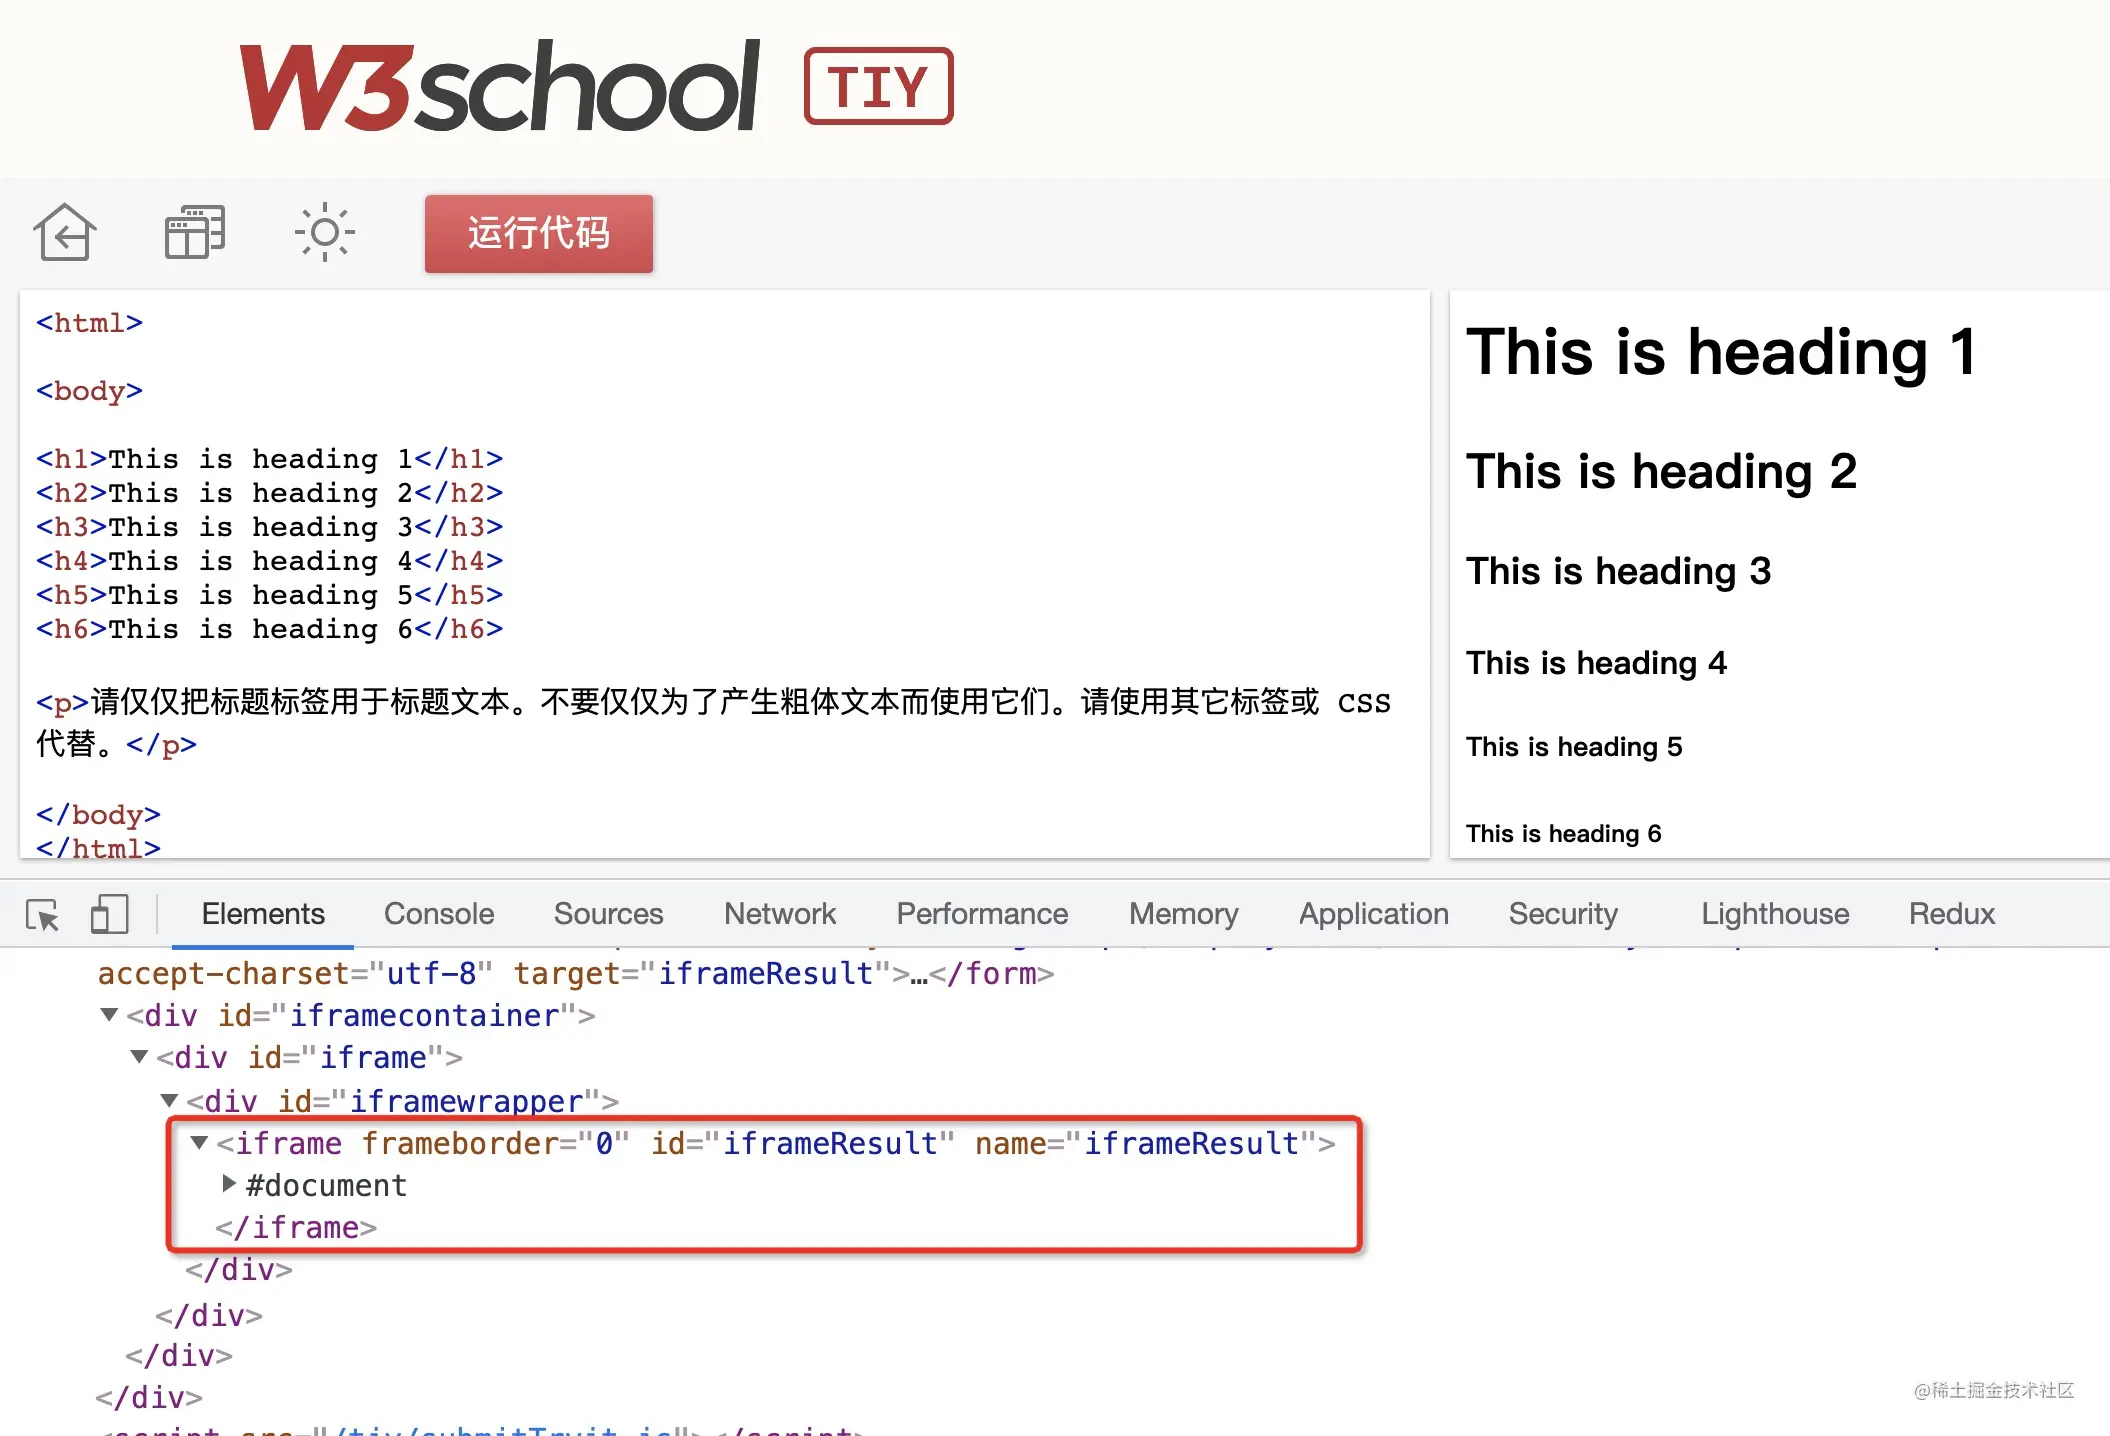 W3school TIY
运行代码
<html>
<body>
<h1>This is heading 1</h1>
<h2>This is heading 2</h2>
<h3>This is heading 3</h3>
<h4>This is heading 4</h4>
<h5>This is heading 5</h5>
<h6>This is heading 6</h6>
<p>请仅仅把标题标签用于标题文本。不要仅仅为了产生粗体文本而使用它们。请使用其它标签或 CSS
代替。</p>
</body>
</html>
This is heading 1
This is heading 2
This is heading 3
This is heading 4
This is heading 5
This is heading 6
Elements Console Sources Network Performance Memory Application Security Lighthouse Redux
accept-charset="utf-8" target="iframeResult">…</form>
<div id="iframecontainer">
<div id="iframe">
<div id="iframewrapper">
<iframe frameborder="0" id="iframeResult" name="iframeResult">
#document
</iframe>
</div>
</div>
</div>
</div>
<script src="/tiy/submitTryit.js"></script>
@稀土掘金技术社区